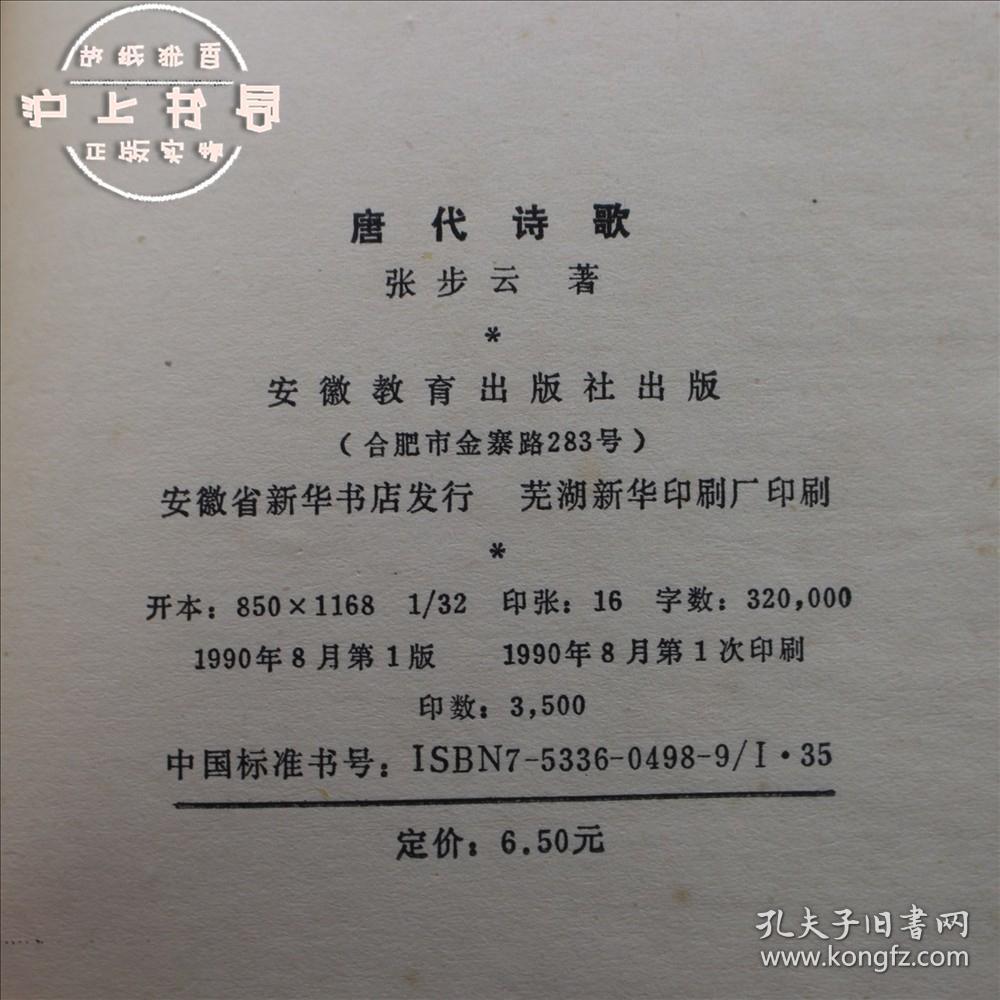 故纸淮香
沪上书局
正版实拍
唐代诗歌
张步云 著
*
安徽教育出版社出版
（合肥市金寨路283号）
安徽省新华书店发行 芜湖新华印刷厂印刷
*
开本：850×1168 1/32 印张：16 字数：320,000
1990年8月第1版 1990年8月第1次印刷
印数：3,500
中国标准书号：ISBN7-5336-0498-9/I·35
定价：6.50元
孔夫子旧書网
www.kongfz.com